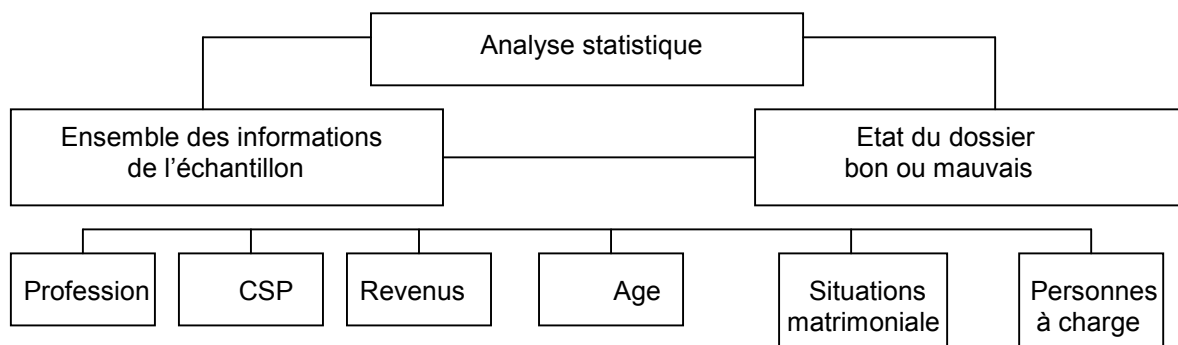 Analyse statistique
Ensemble des informations
de l’échantillon
Etat du dossier
bon ou mauvais
Profession
CSP
Revenus
Age
Situations
matrimoniale
Personnes
à charge